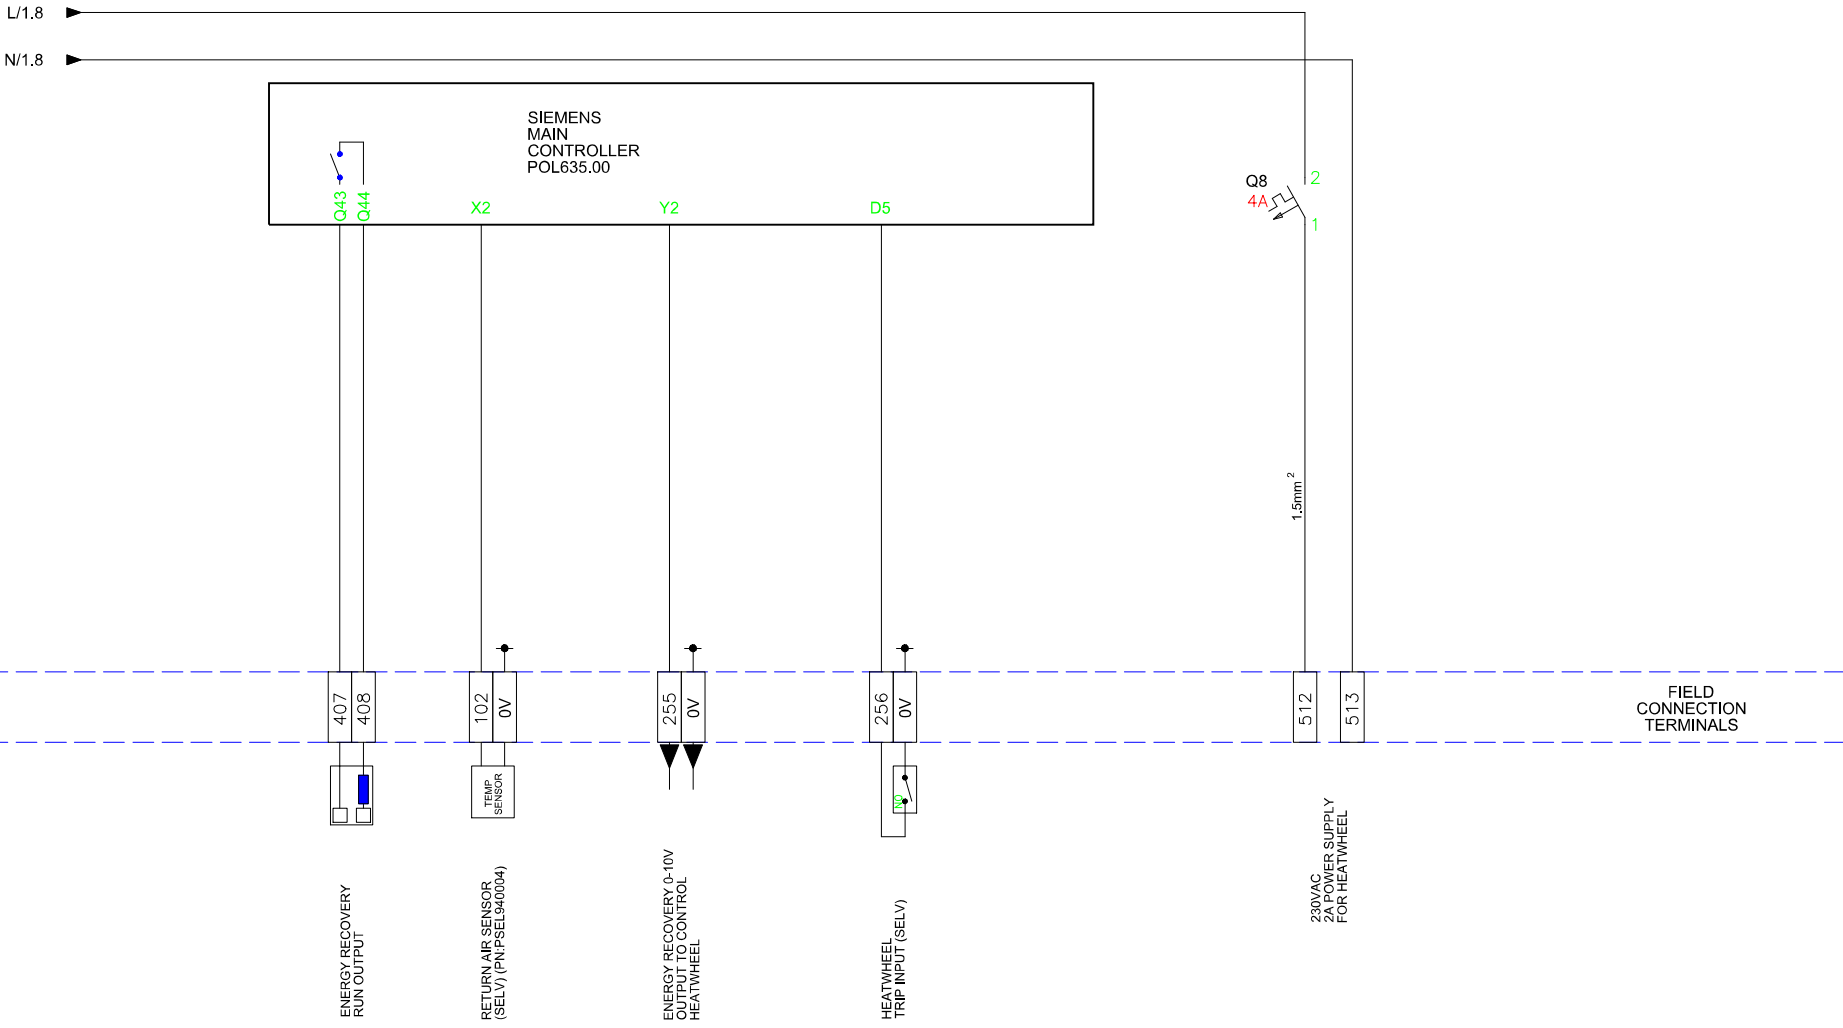 L/1.8
N/1.8
SIEMENS
MAIN
CONTROLLER
POL635.00
Q43
Q44
X2
Y2
D5
Q8
4A
2
1
1.5mm²
407
408
102
0V
255
0V
256
0V
512
513
FIELD
CONNECTION
TERMINALS
TEMP
SENSOR
NO
ENERGY RECOVERY
RUN OUTPUT
RETURN AIR SENSOR
(SELV) (PN:PSEL940004)
ENERGY RECOVERY 0-10V
OUTPUT TO CONTROL
HEATWHEEL
HEATWHEEL
TRIP INPUT (SELV)
230VAC
2A POWER SUPPLY
FOR HEATWHEEL